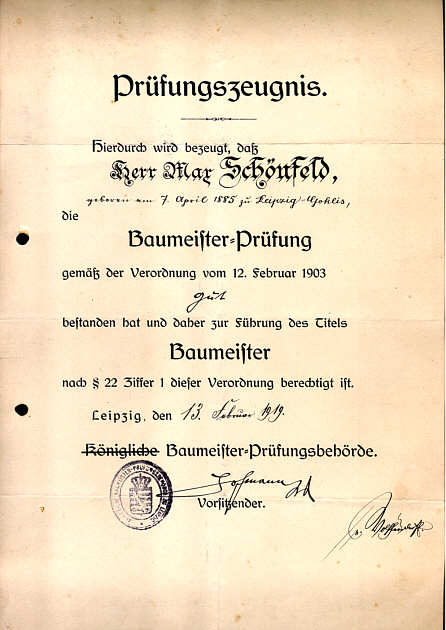 Prüfungszeugnis.
Hierdurch wird bezeugt, daß
Herr Max Schönfeld,
geboren am 7. April 1885 zu Leipzig-Gohlis,
die
Baumeister-Prüfung
gemäß der Verordnung vom 12. Februar 1903
gut
bestanden hat und daher zur Führung des Titels
Baumeister
nach § 22 Ziffer 1 dieser Verordnung berechtigt ist.
Leipzig, den 13. Februar 1919.
Königliche Baumeister-Prüfungsbehörde.
Hofmann
Vorsitzender.